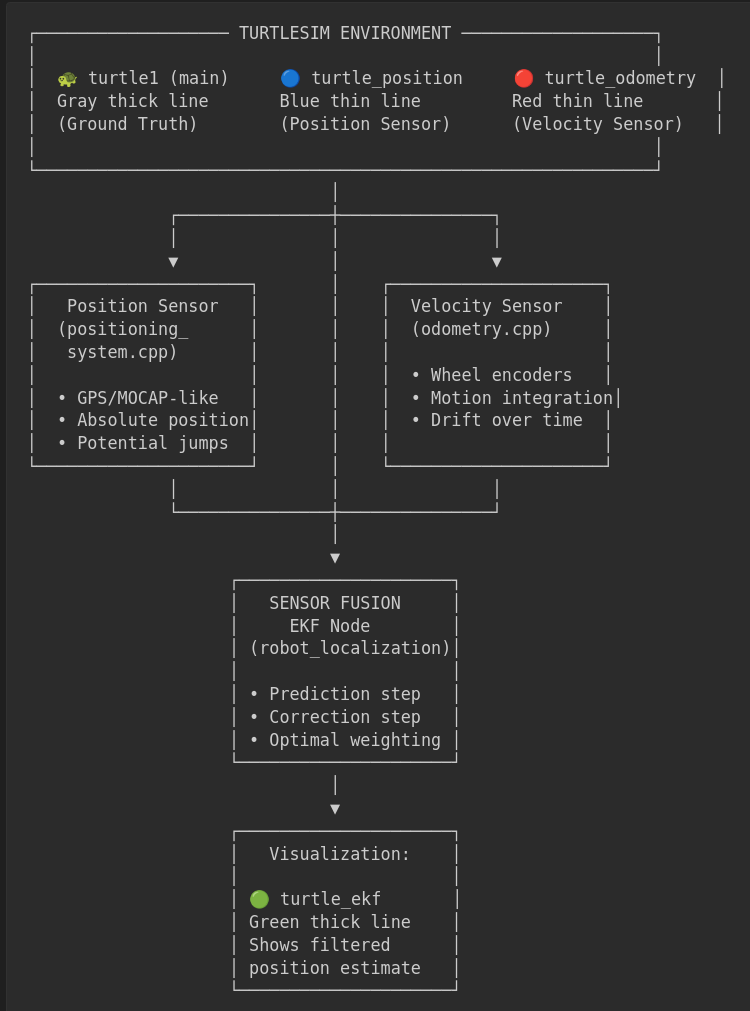 TURTLESIM ENVIRONMENT
🐢 turtle1 (main) 🔵 turtle_position 🔴 turtle_odometry
Gray thick line Blue thin line Red thin line
(Ground Truth) (Position Sensor) (Velocity Sensor)
Position Sensor
(positioning_
system.cpp)
• GPS/MOCAP-like
• Absolute position
• Potential jumps
Velocity Sensor
(odometry.cpp)
• Wheel encoders
• Motion integration
• Drift over time
SENSOR FUSION
EKF Node
(robot_localization)
• Prediction step
• Correction step
• Optimal weighting
Visualization:
🟢 turtle_ekf
Green thick line
Shows filtered
position estimate